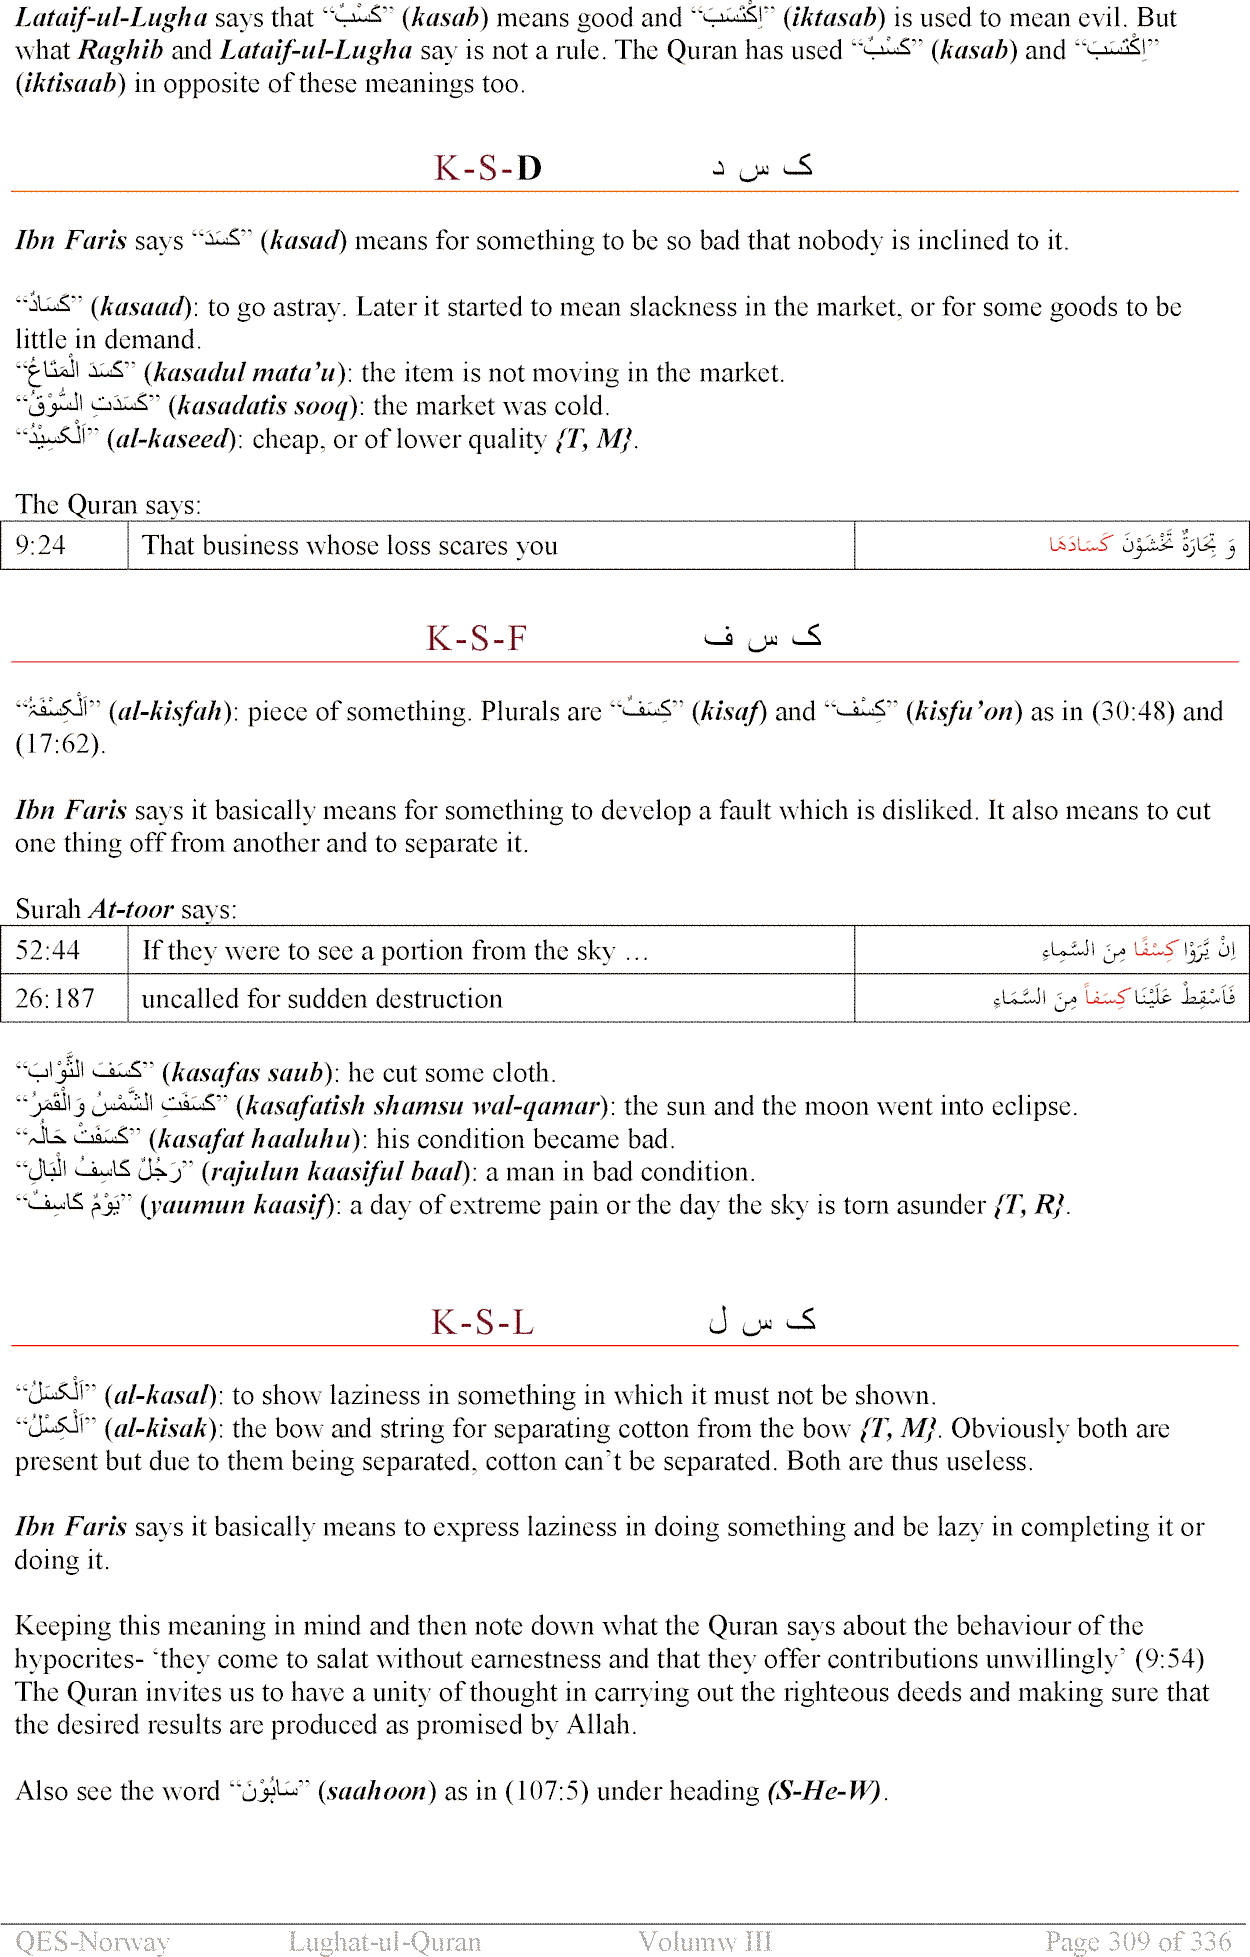 Lataif-ul-Lugha says that “كَسْبٌ” (kasab) means good and “اِكْتَسَبَ” (iktasab) is used to mean evil. But
what Raghib and Lataif-ul-Lugha say is not a rule. The Quran has used “كَسْبٌ” (kasab) and “اِكْتَسَبَ”
(iktisaab) in opposite of these meanings too.
K-S-D ک س د
Ibn Faris says “كَسَدَ” (kasad) means for something to be so bad that nobody is inclined to it.
“كَسَادٌ” (kasaad): to go astray. Later it started to mean slackness in the market, or for some goods to be
little in demand.
“كَسَدَ الْمَتَاعُ” (kasadul mata’u): the item is not moving in the market.
“كَسَدَتِ السُّوْقُ” (kasadatis sooq): the market was cold.
“اَلْكَسِيْدُ” (al-kaseed): cheap, or of lower quality {T, M}.
The Quran says:
9:24 That business whose loss scares you وَ تِجَارَةٌ تَخْشَوْنَ كَسَادَهَا
K-S-F ک س ف
“اَلْكِسْفَۃُ” (al-kisfah): piece of something. Plurals are “كِسَفٌ” (kisaf) and “كِسْف” (kisfu’on) as in (30:48) and
(17:62).
Ibn Faris says it basically means for something to develop a fault which is disliked. It also means to cut
one thing off from another and to separate it.
Surah At-toor says:
52:44 If they were to see a portion from the sky … اِنْ يَّرَوْا كِسْفًا مِنَ السَّمِاءِ
26:187 uncalled for sudden destruction فَاَسْقِطْ عَلَيْنَا كِسَفاً مِنَ السَّمَاءِ
“كَسَفَ الثَّوْابَ” (kasafas saub): he cut some cloth.
“كَسَفَتِ الشَّمْسُ وَالْقَمَرُ” (kasafatish shamsu wal-qamar): the sun and the moon went into eclipse.
“كَسَفَتْ حَالُہ” (kasafat haaluhu): his condition became bad.
“رَجُلٌ كَاسِفُ الْبَالِ” (rajulun kaasiful baal): a man in bad condition.
“يَوْمٌ كَاسِفٌ” (yaumun kaasif): a day of extreme pain or the day the sky is torn asunder {T, R}.
K-S-L ک س ل
“اَلْكَسَلُ” (al-kasal): to show laziness in something in which it must not be shown.
“اَلْكِسْلُ” (al-kisak): the bow and string for separating cotton from the bow {T, M}. Obviously both are
present but due to them being separated, cotton can’t be separated. Both are thus useless.
Ibn Faris says it basically means to express laziness in doing something and be lazy in completing it or
doing it.
Keeping this meaning in mind and then note down what the Quran says about the behaviour of the
hypocrites- ‘they come to salat without earnestness and that they offer contributions unwillingly’ (9:54)
The Quran invites us to have a unity of thought in carrying out the righteous deeds and making sure that
the desired results are produced as promised by Allah.
Also see the word “سَاہُوْنَ” (saahoon) as in (107:5) under heading (S-He-W).
QES-Norway Lughat-ul-Quran Volumw III Page 309 of 336